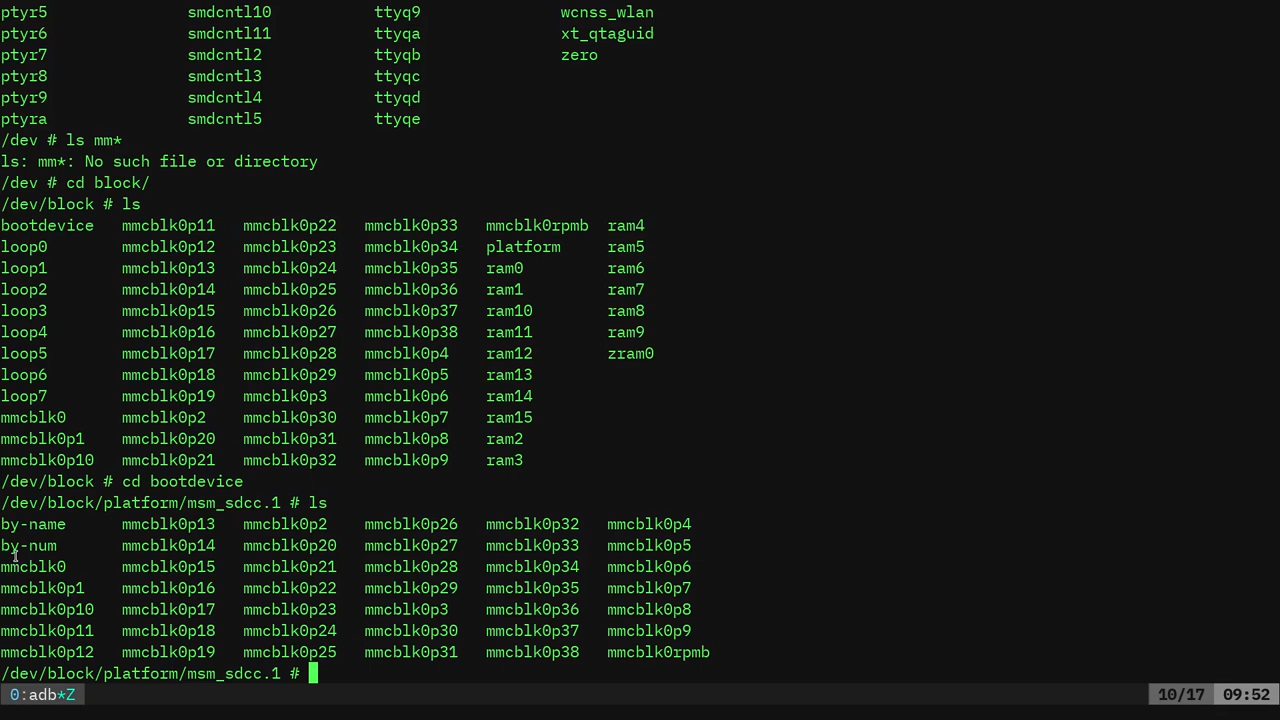 ptyr5               smdcntl10           ttyq9               wcnss_wlan
ptyr6               smdcntl11           ttyqa               xt_qtaguid
ptyr7               smdcntl2            ttyqb               zero
ptyr8               smdcntl3            ttyqc
ptyr9               smdcntl4            ttyqd
ptyra               smdcntl5            ttyqe
/dev # ls mm*
ls: mm*: No such file or directory
/dev # cd block/
/dev/block # ls
bootdevice   mmcblk0p11   mmcblk0p22   mmcblk0p33   mmcblk0rpmb  ram4
loop0        mmcblk0p12   mmcblk0p23   mmcblk0p34   platform     ram5
loop1        mmcblk0p13   mmcblk0p24   mmcblk0p35   ram0         ram6
loop2        mmcblk0p14   mmcblk0p25   mmcblk0p36   ram1         ram7
loop3        mmcblk0p15   mmcblk0p26   mmcblk0p37   ram10        ram8
loop4        mmcblk0p16   mmcblk0p27   mmcblk0p38   ram11        ram9
loop5        mmcblk0p17   mmcblk0p28   mmcblk0p4    ram12        zram0
loop6        mmcblk0p18   mmcblk0p29   mmcblk0p5    ram13
loop7        mmcblk0p19   mmcblk0p3    mmcblk0p6    ram14
mmcblk0      mmcblk0p2    mmcblk0p30   mmcblk0p7    ram15
mmcblk0p1    mmcblk0p20   mmcblk0p31   mmcblk0p8    ram2
mmcblk0p10   mmcblk0p21   mmcblk0p32   mmcblk0p9    ram3
/dev/block # cd bootdevice
/dev/block/platform/msm_sdcc.1 # ls
by-name      mmcblk0p13   mmcblk0p2    mmcblk0p26   mmcblk0p32   mmcblk0p4
by-num       mmcblk0p14   mmcblk0p20   mmcblk0p27   mmcblk0p33   mmcblk0p5
mmcblk0      mmcblk0p15   mmcblk0p21   mmcblk0p28   mmcblk0p34   mmcblk0p6
mmcblk0p1    mmcblk0p16   mmcblk0p22   mmcblk0p29   mmcblk0p35   mmcblk0p7
mmcblk0p10   mmcblk0p17   mmcblk0p23   mmcblk0p3    mmcblk0p36   mmcblk0p8
mmcblk0p11   mmcblk0p18   mmcblk0p24   mmcblk0p30   mmcblk0p37   mmcblk0p9
mmcblk0p12   mmcblk0p19   mmcblk0p25   mmcblk0p31   mmcblk0p38   mmcblk0rpmb
/dev/block/platform/msm_sdcc.1 #
0:adb*Z 10/17 09:52